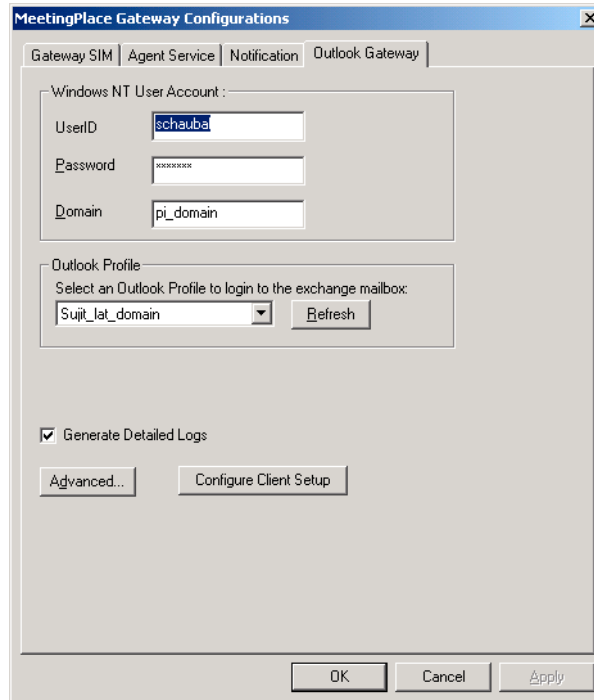 MeetingPlace Gateway Configurations
Gateway SIM Agent Service Notification Outlook Gateway
Windows NT User Account :
UserID schaubal
Password xxxxxxx
Domain pi_domain
Outlook Profile
Select an Outlook Profile to login to the exchange mailbox:
Sujit_lat_domain Refresh
Generate Detailed Logs
Advanced... Configure Client Setup
OK Cancel Apply